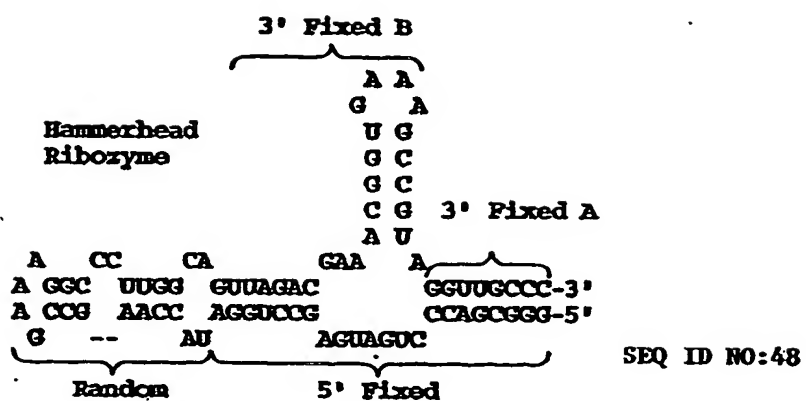 3' Fixed B
A A
G A
Hammerhead
U G
Ribozyme
G C
G C
C G
3' Fixed A
A U
A CC CA GAA A
A GGC UUGG GUUAGAC GGUUGCCC-3'
A CCG AACC AGGUCCG CCAGCGGG-5'
G -- AU AGUAGUC
SEQ ID NO:48
Random 5' Fixed